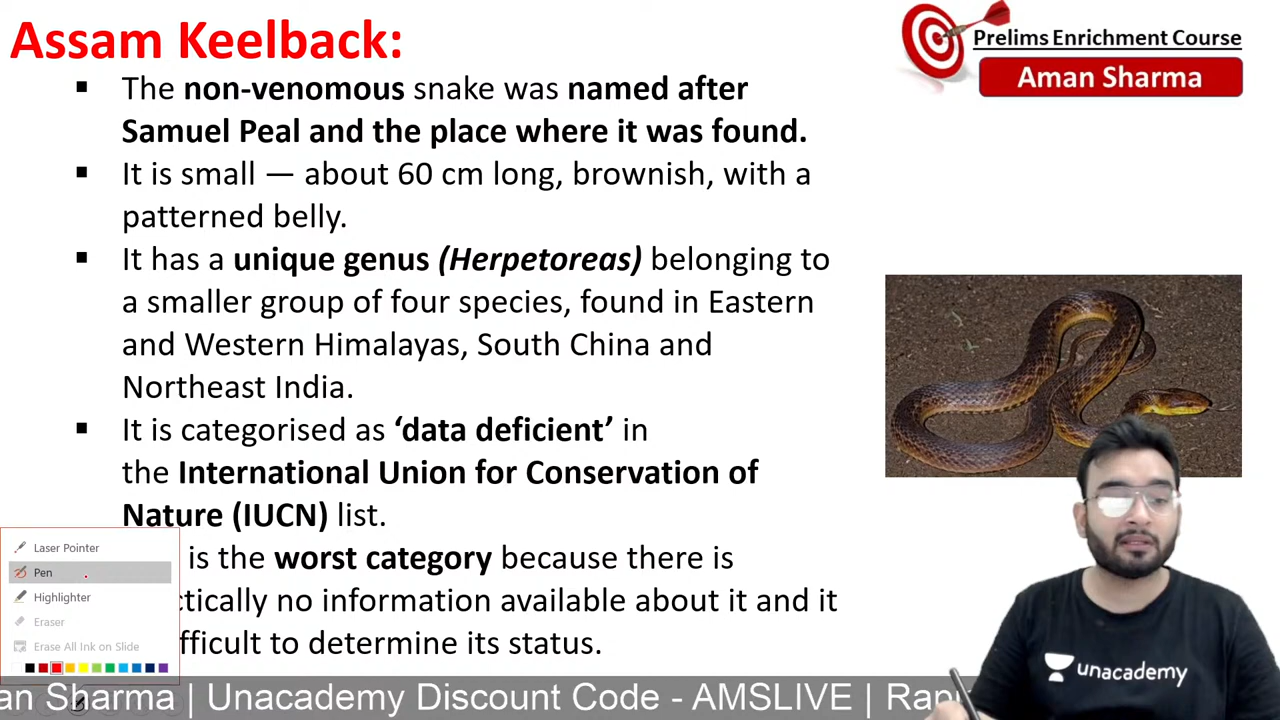 Assam Keelback:
Prelims Enrichment Course
Aman Sharma
▪ The non-venomous snake was named after
Samuel Peal and the place where it was found.
▪ It is small — about 60 cm long, brownish, with a
patterned belly.
▪ It has a unique genus (Herpetoreas) belonging to
a smaller group of four species, found in Eastern
and Western Himalayas, South China and
Northeast India.
▪ It is categorised as ‘data deficient’ in
the International Union for Conservation of
Nature (IUCN) list.
is the worst category because there is
ctically no information available about it and it
fficult to determine its status.
Laser Pointer
Pen
Highlighter
Eraser
Erase All Ink on Slide
unacademy
an Sharma | Unacademy Discount Code - AMSLIVE |